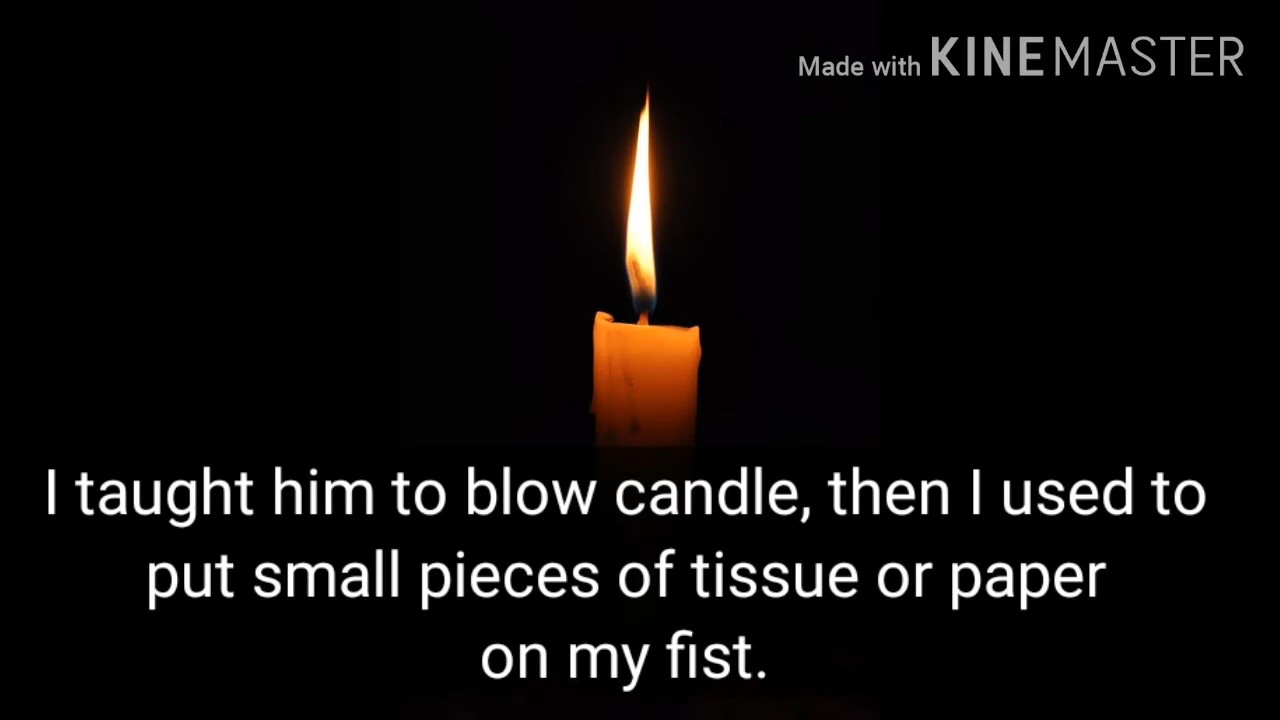 Made with KINEMASTER
I taught him to blow candle, then I used to
put small pieces of tissue or paper
on my fist.